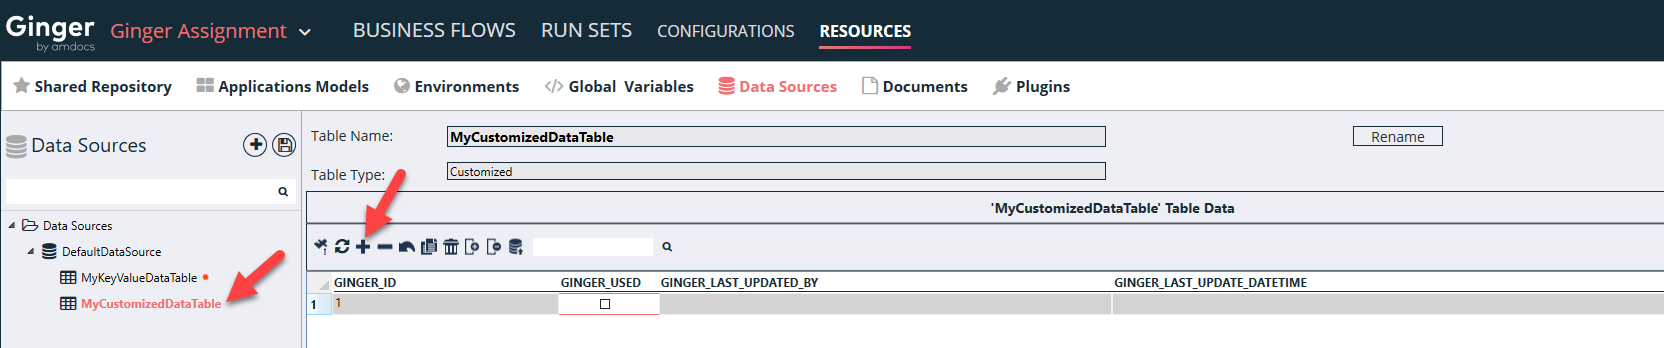 Ginger by amdocs
Ginger Assignment
BUSINESS FLOWS RUN SETS CONFIGURATIONS RESOURCES
Shared Repository Applications Models Environments </> Global Variables Data Sources Documents Plugins
Data Sources
Table Name: MyCustomizedDataTable Rename
Table Type: Customized
'MyCustomizedDataTable' Table Data
Data Sources
DefaultDataSource
MyKeyValueDataTable
MyCustomizedDataTable
GINGER_ID GINGER_USED GINGER_LAST_UPDATED_BY GINGER_LAST_UPDATE_DATETIME
1 1